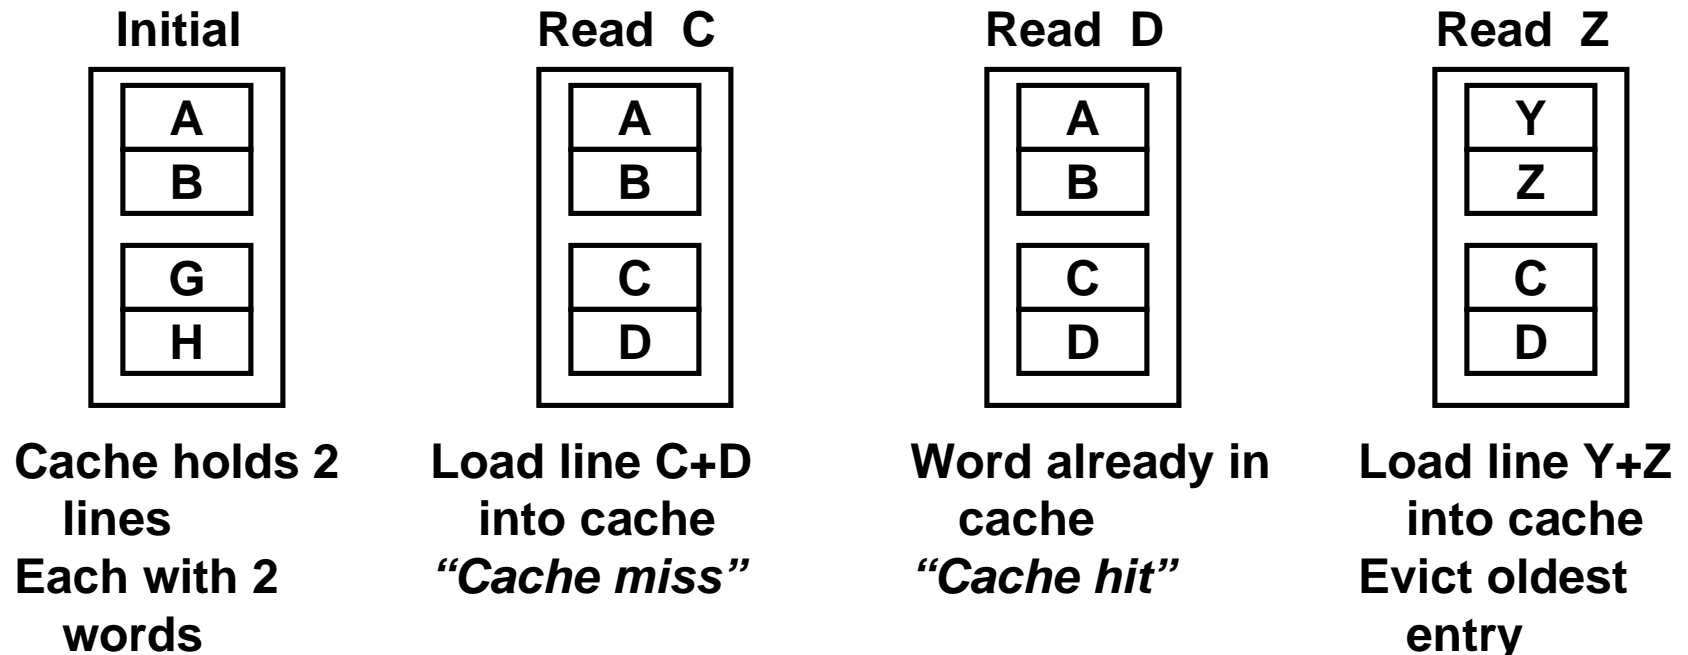 Initial
A
B
G
H
Cache holds 2
lines
Each with 2
words
Read C
A
B
C
D
Load line C+D
into cache
“Cache miss”
Read D
A
B
C
D
Word already in
cache
“Cache hit”
Read Z
Y
Z
C
D
Load line Y+Z
into cache
Evict oldest
entry